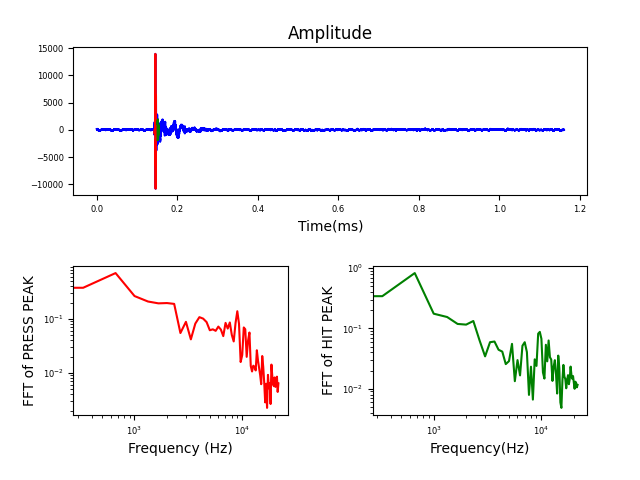 Amplitude
15000
10000
5000
0
−5000
−10000
0.0 0.2 0.4 0.6 0.8 1.0 1.2
Time(ms)
FFT of PRESS PEAK
10⁻¹
10⁻²
10³ 10⁴
Frequency (Hz)
FFT of HIT PEAK
10⁰
10⁻¹
10⁻²
10³ 10⁴
Frequency(Hz)